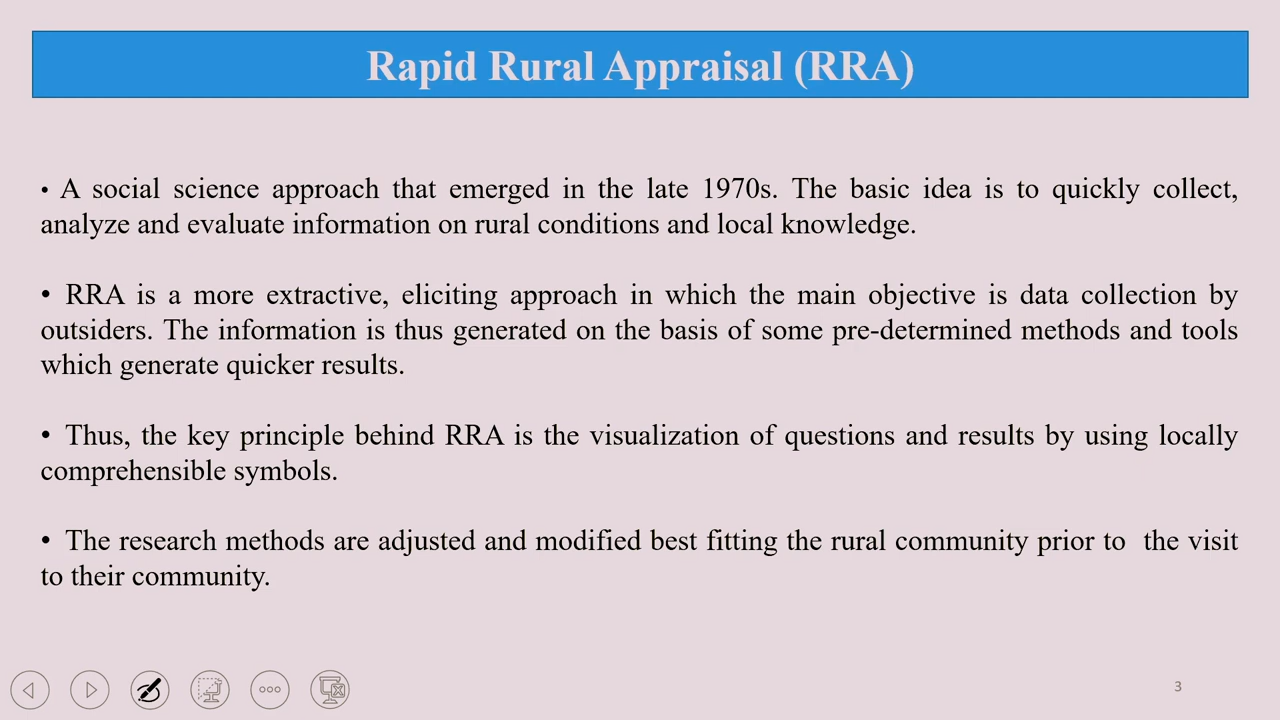 Rapid Rural Appraisal (RRA)
• A social science approach that emerged in the late 1970s. The basic idea is to quickly collect,
analyze and evaluate information on rural conditions and local knowledge.
• RRA is a more extractive, eliciting approach in which the main objective is data collection by
outsiders. The information is thus generated on the basis of some pre-determined methods and tools
which generate quicker results.
• Thus, the key principle behind RRA is the visualization of questions and results by using locally
comprehensible symbols.
• The research methods are adjusted and modified best fitting the rural community prior to  the visit
to their community.
3